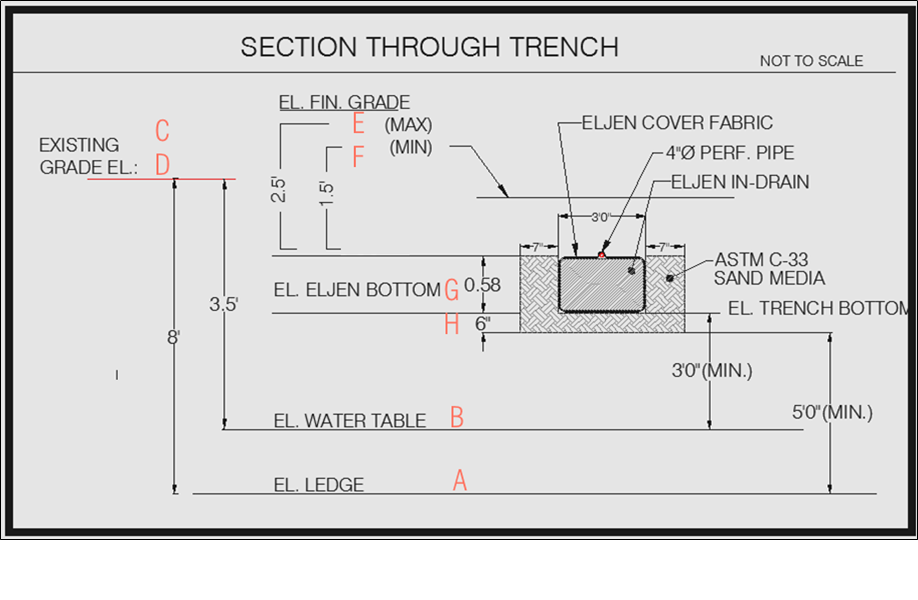 SECTION THROUGH TRENCH
NOT TO SCALE
EL. FIN. GRADE
C
E (MAX)
ELJEN COVER FABRIC
EXISTING
F (MIN)
4"Ø PERF. PIPE
GRADE EL.: D
ELJEN IN-DRAIN
2.5'
1.5'
3'0"
7"
7"
ASTM C-33
SAND MEDIA
EL. ELJEN BOTTOM G 0.58
3.5'
EL. TRENCH BOTTOM
H 6"
8'
3'0"(MIN.)
5'0"(MIN.)
EL. WATER TABLE B
EL. LEDGE A